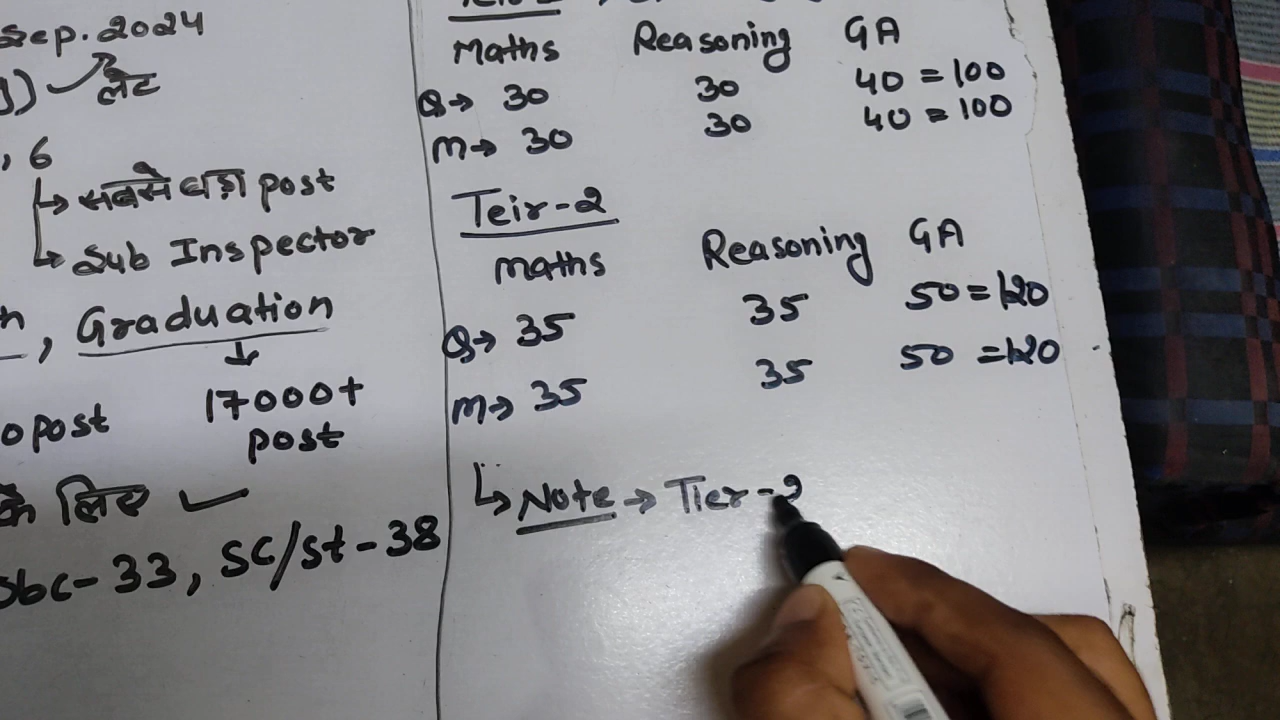 Sep. 2024
लेट
, 6
→ सबसे बड़ा post
→ Sub Inspector
, Graduation
↓
0 post 17000+
post
के लिए ✓
Obc - 33, SC/St - 38
Maths Reasoning GA
Q→ 30 30 40 = 100
m→ 30 30 40 = 100
Teir-2
maths Reasoning GA
Q→ 35 35 50 = 120
m→ 35 35 50 = 120
↳ Note → Tier-2